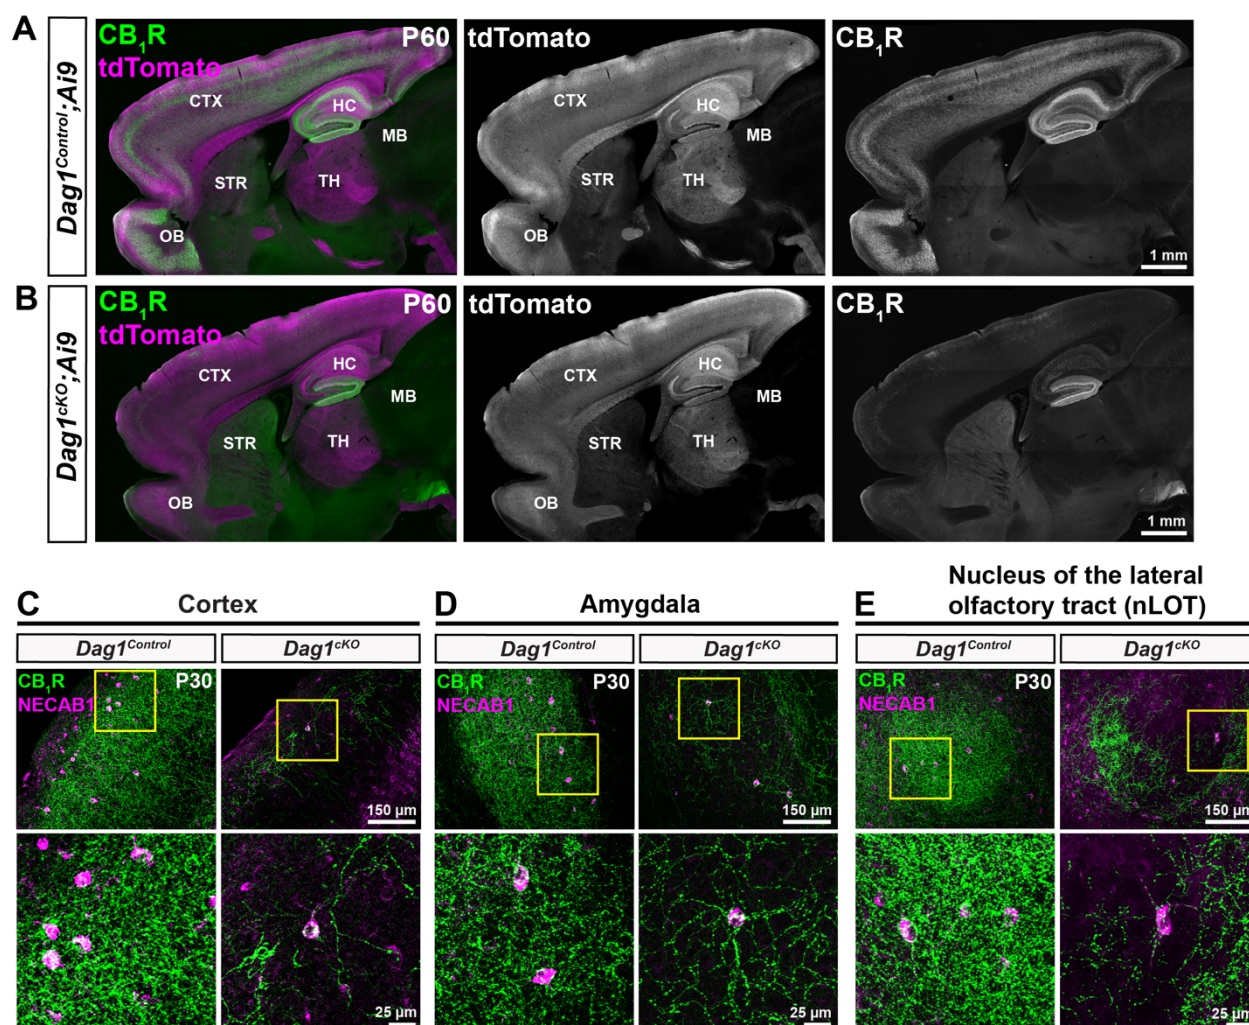 A
Dag1Control;Ai9
CB1R
tdTomato
P60
CTX
HC
MB
STR
TH
OB
tdTomato
CTX
HC
MB
STR
TH
OB
CB1R
1 mm
B
Dag1cKO;Ai9
CB1R
tdTomato
P60
CTX
HC
MB
STR
TH
OB
tdTomato
CTX
HC
MB
STR
TH
OB
CB1R
1 mm
C
Cortex
Dag1Control
Dag1cKO
CB1R
NECAB1
P30
150 µm
25 µm
D
Amygdala
Dag1Control
Dag1cKO
CB1R
NECAB1
P30
150 µm
25 µm
E
Nucleus of the lateral
olfactory tract (nLOT)
Dag1Control
Dag1cKO
CB1R
NECAB1
P30
150 µm
25 µm